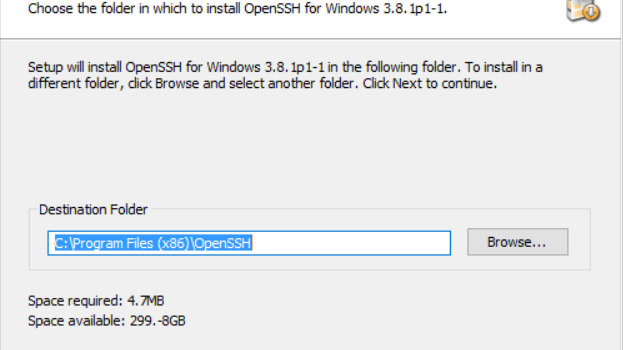 Choose the folder in which to install OpenSSH for Windows 3.8.1p1-1.
Setup will install OpenSSH for Windows 3.8.1p1-1 in the following folder. To install in a
different folder, click Browse and select another folder. Click Next to continue.
Destination Folder
C:\Program Files (x86)\OpenSSH
Browse...
Space required: 4.7MB
Space available: 299.-8GB